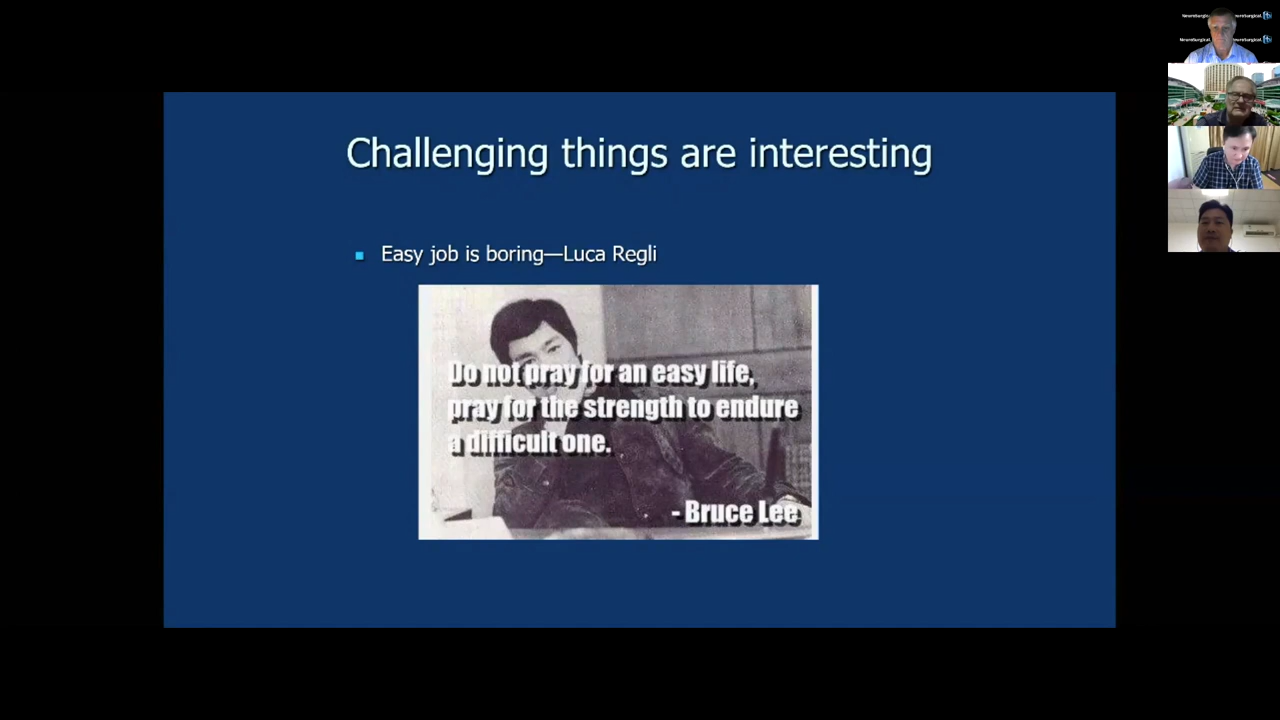 Challenging things are interesting
Easy job is boring—Luca Regli
Do not pray for an easy life,
pray for the strength to endure
a difficult one.
- Bruce Lee